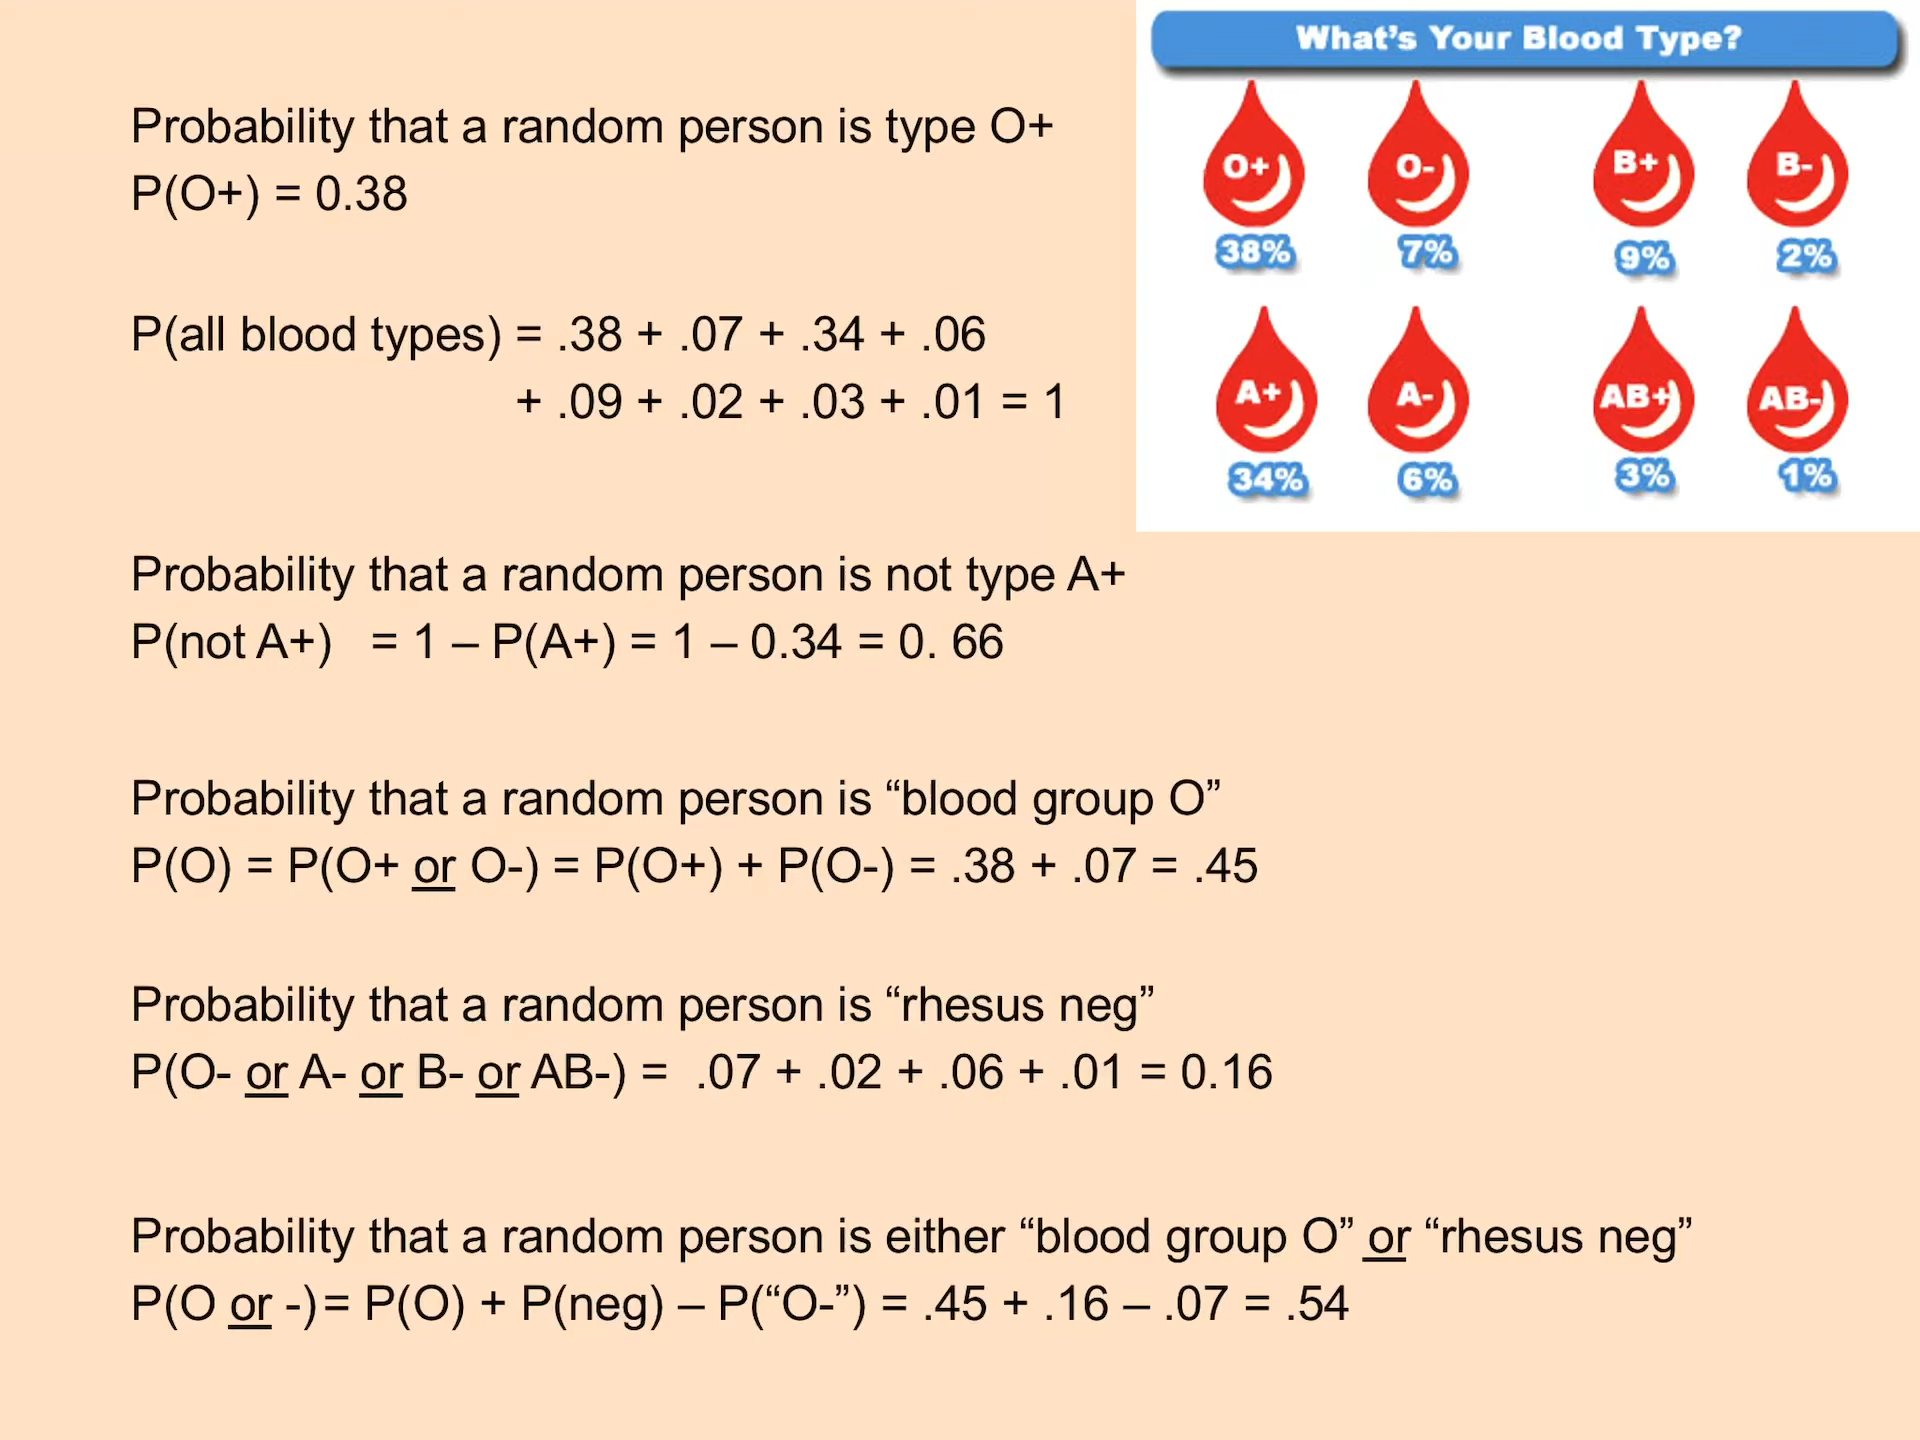 What's Your Blood Type?
O+ O- B+ B-
38% 7% 9% 2%
A+ A- AB+ AB-
34% 6% 3% 1%
Probability that a random person is type O+
P(O+) = 0.38
P(all blood types) = .38 + .07 + .34 + .06
+ .09 + .02 + .03 + .01 = 1
Probability that a random person is not type A+
P(not A+) = 1 – P(A+) = 1 – 0.34 = 0. 66
Probability that a random person is “blood group O”
P(O) = P(O+ or O-) = P(O+) + P(O-) = .38 + .07 = .45
Probability that a random person is “rhesus neg”
P(O- or A- or B- or AB-) = .07 + .02 + .06 + .01 = 0.16
Probability that a random person is either “blood group O” or “rhesus neg”
P(O or -) = P(O) + P(neg) – P(“O-”) = .45 + .16 – .07 = .54